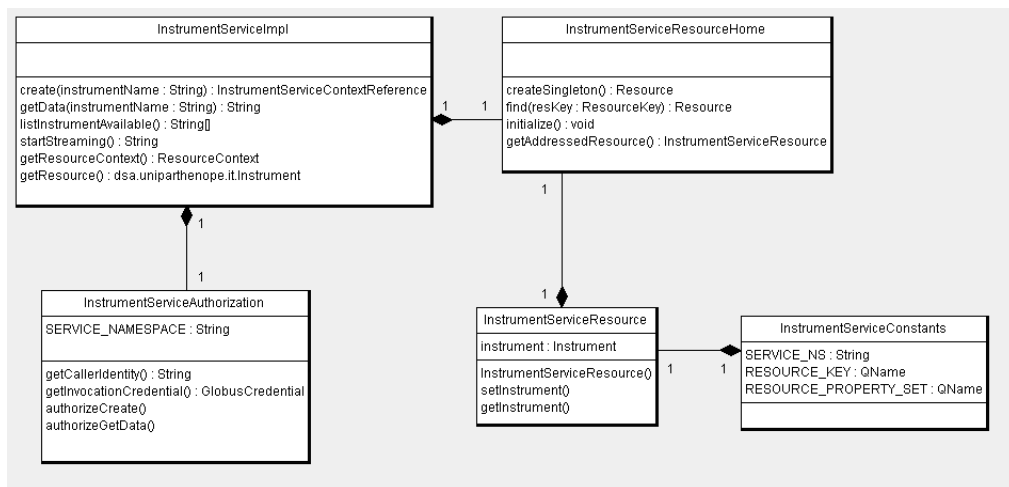 InstrumentServiceImpl
create(instrumentName : String) : InstrumentServiceContextReference
getData(instrumentName : String) : String
listInstrumentAvailable() : String[]
startStreaming() : String
getResourceContext() : ResourceContext
getResource() : dsa.uniparthenope.it.Instrument
1
1
InstrumentServiceResourceHome
createSingleton() : Resource
find(resKey : ResourceKey) : Resource
initialize() : void
getAddressedResource() : InstrumentServiceResource
1
1
1
1
InstrumentServiceAuthorization
SERVICE_NAMESPACE : String
getCallerIdentity() : String
getInvocationCredential() : GlobusCredential
authorizeCreate()
authorizeGetData()
InstrumentServiceResource
instrument : Instrument
InstrumentServiceResource()
setInstrument()
getInstrument()
1
1
InstrumentServiceConstants
SERVICE_NS : String
RESOURCE_KEY : QName
RESOURCE_PROPERTY_SET : QName